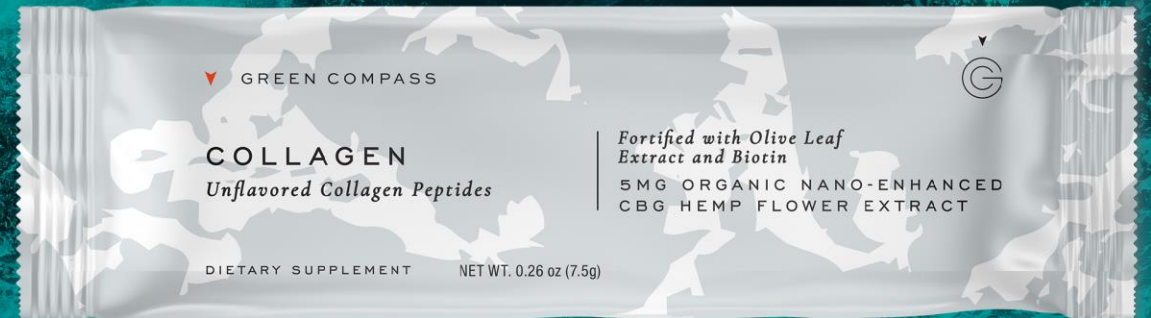 GREEN COMPASS
COLLAGEN
Unflavored Collagen Peptides
DIETARY SUPPLEMENT
NET WT. 0.26 oz (7.5g)
Fortified with Olive Leaf
Extract and Biotin
5MG ORGANIC NANO-ENHANCED
CBG HEMP FLOWER EXTRACT